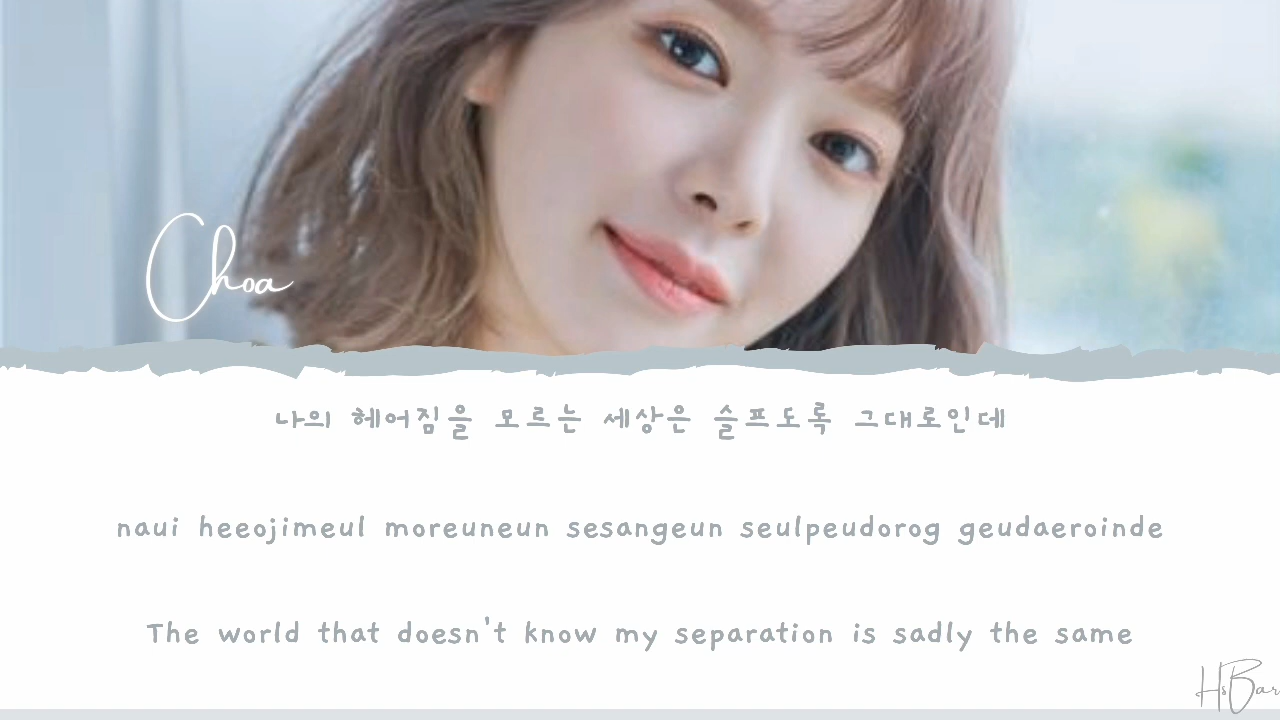 Choa
나의 헤어짐을 모르는 세상은 슬프도록 그대로인데
naui heeojimeul moreuneun sesangeun seulpeudorog geudaeroinde
The world that doesn't know my separation is sadly the same